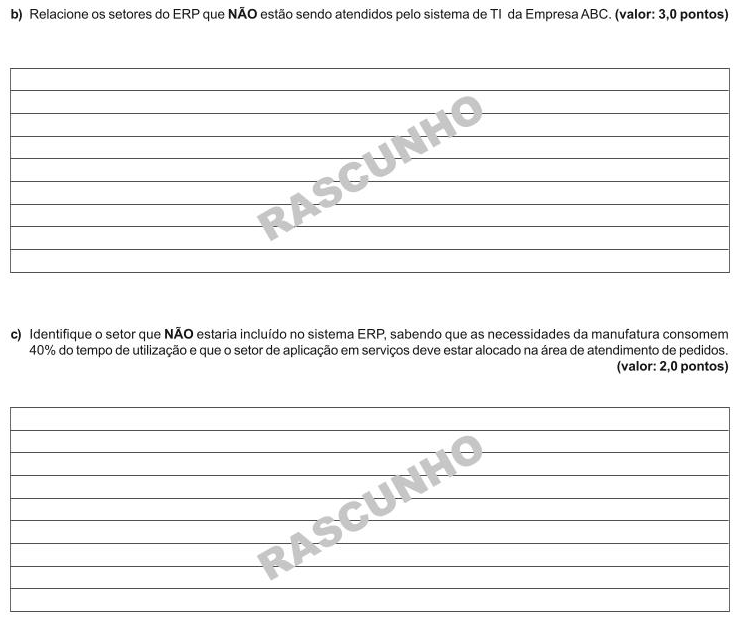 b) Relacione os setores do ERP que NÃO estão sendo atendidos pelo sistema de TI da Empresa ABC. (valor: 3,0 pontos)
RASCUNHO
c) Identifique o setor que NÃO estaria incluído no sistema ERP, sabendo que as necessidades da manufatura consomem
40% do tempo de utilização e que o setor de aplicação em serviços deve estar alocado na área de atendimento de pedidos.
(valor: 2,0 pontos)
RASCUNHO